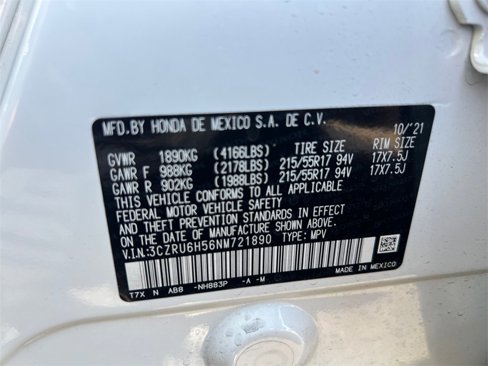 MFD.BY HONDA DE MEXICO S.A. DE C.V. 10/'21
TIRE SIZE RIM SIZE
GVWR 1890KG (4166LBS)
GAWR F 988KG (2178LBS) 215/55R17 94V 17X7.5J
GAWR R 902KG (1988LBS) 215/55R17 94V 17X7.5J
THIS VEHICLE CONFORMS TO ALL APPLICABLE
FEDERAL MOTOR VEHICLE SAFETY
AND THEFT PREVENTION STANDARDS IN EFFECT
ON THE DATE OF MANUFACTURE SHOWN ABOVE.
V.I.N:3CZRU6H56NM721890 TYPE: MPV
T7X N AB8 -NH883P -A -M
MADE IN MEXICO